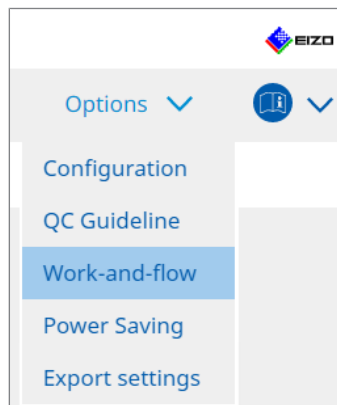 EIZO
Options
Configuration
QC Guideline
Work-and-flow
Power Saving
Export settings